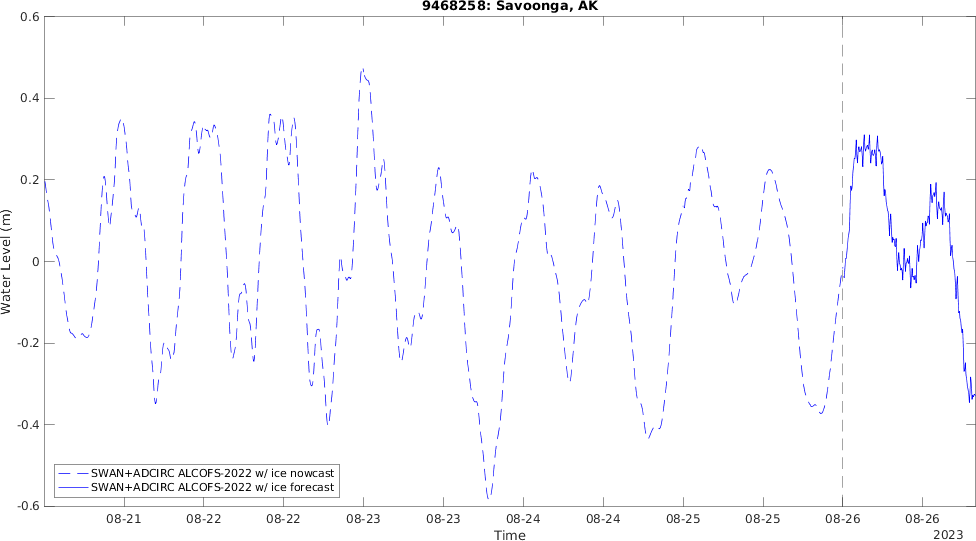 9468258: Savoonga, AK
0.6
0.4
0.2
0
-0.2
-0.4
-0.6
Water Level (m)
SWAN+ADCIRC ALCOFS-2022 w/ ice nowcast
SWAN+ADCIRC ALCOFS-2022 w/ ice forecast
08-21 08-22 08-22 08-23 08-23 08-24 08-24 08-25 08-25 08-26 08-26
Time
2023